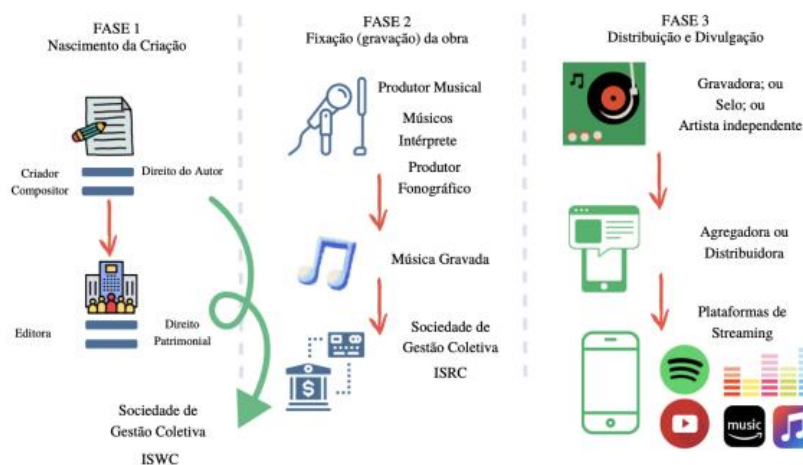 FASE 1
Nascimento da Criação
Criador
Compositor
Direito do Autor
Editora
Direito
Patrimonial
Sociedade de
Gestão Coletiva
ISWC
FASE 2
Fixação (gravação) da obra
Produtor Musical
Músicos
Intérprete
Produtor
Fonográfico
Música Gravada
Sociedade de
Gestão Coletiva
ISRC
FASE 3
Distribuição e Divulgação
Gravadora; ou
Selo; ou
Artista independente
Agregadora ou
Distribuidora
Plataformas de
Streaming
music